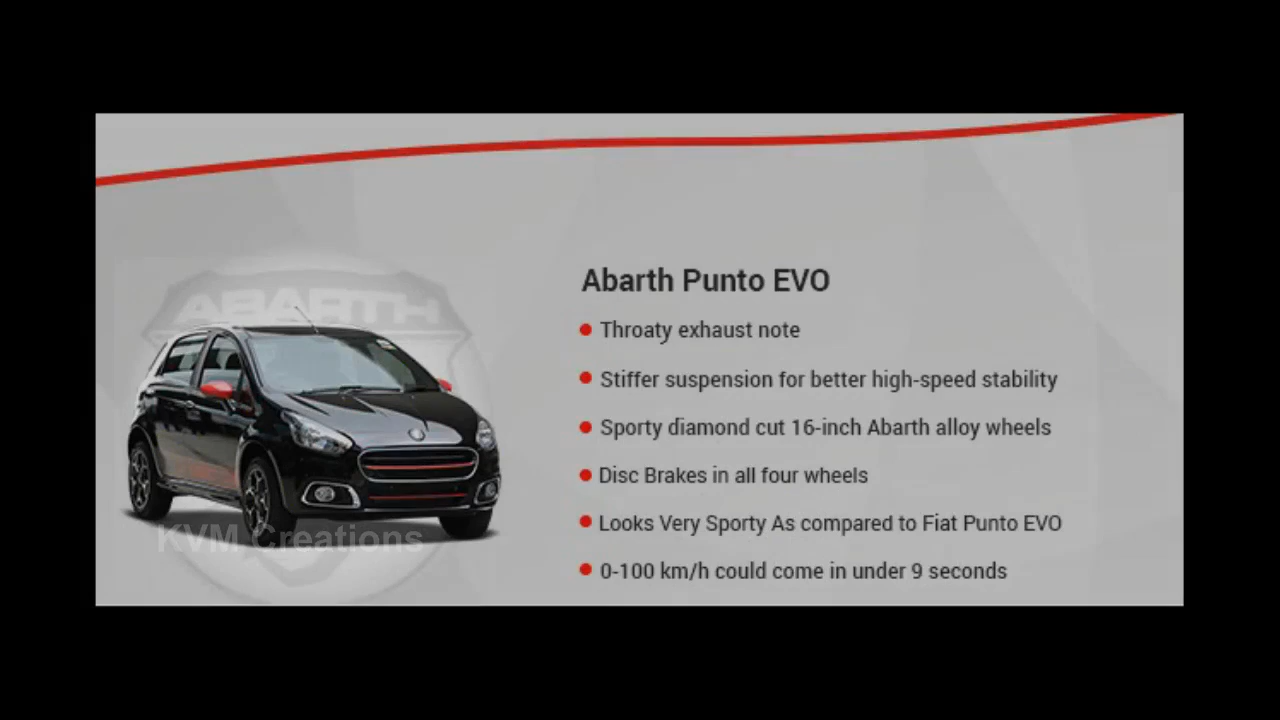 ABARTH
Abarth Punto EVO
Throaty exhaust note
Stiffer suspension for better high-speed stability
Sporty diamond cut 16-inch Abarth alloy wheels
Disc Brakes in all four wheels
Looks Very Sporty As compared to Fiat Punto EVO
0-100 km/h could come in under 9 seconds
KVM Creations